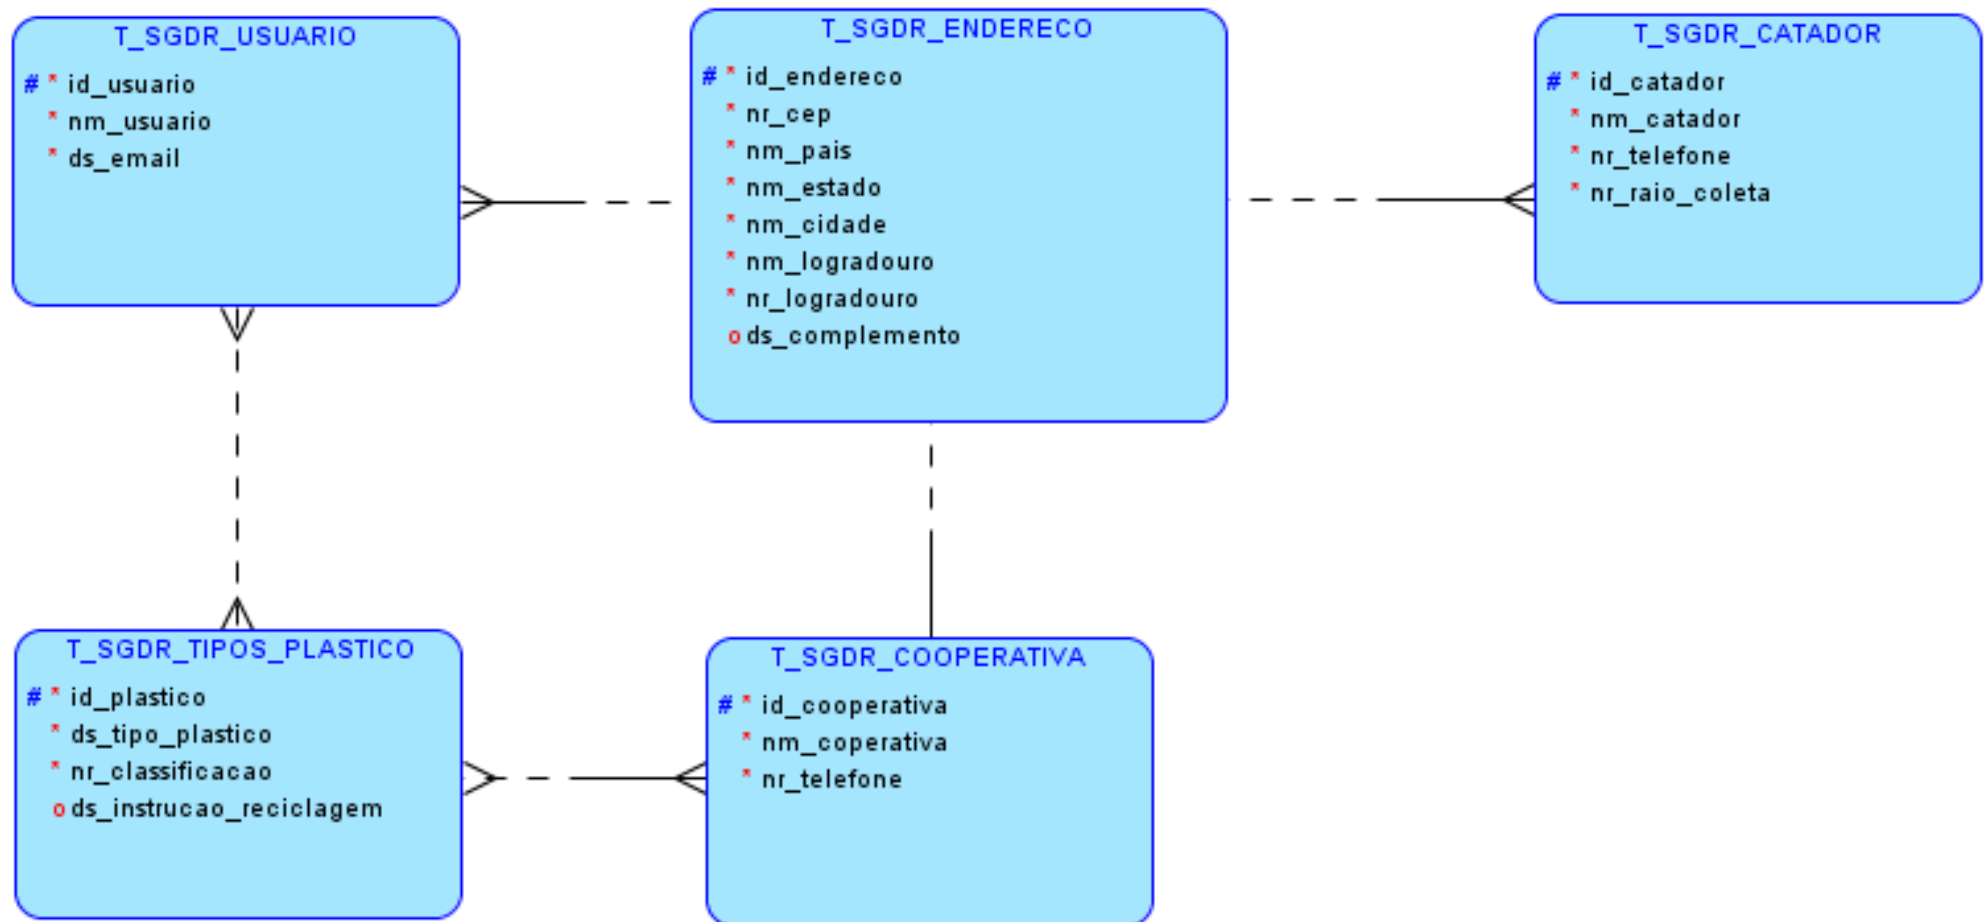 T_SGDR_USUARIO
# * id_usuario
* nm_usuario
* ds_email
T_SGDR_ENDERECO
# * id_endereco
* nr_cep
* nm_pais
* nm_estado
* nm_cidade
* nm_logradouro
* nr_logradouro
o ds_complemento
T_SGDR_CATADOR
# * id_catador
* nm_catador
* nr_telefone
* nr_raio_coleta
T_SGDR_TIPOS_PLASTICO
# * id_plastico
* ds_tipo_plastico
* nr_classificacao
o ds_instrucao_reciclagem
T_SGDR_COOPERATIVA
# * id_cooperativa
* nm_coperativa
* nr_telefone